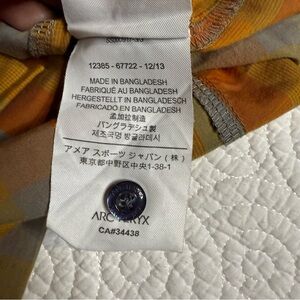 12385 - 67722 - 12/13
MADE IN BANGLADESH
FABRIQUÉ AU BANGLADESH
HERGESTELLT IN BANGLADESCH
FABRICADO EN BANGLADESH
孟加拉制造
バングラデシュ製
제조국명 방글라데시
アメア スポーツ ジャパン (株)
東京都中野区中央1-38-1
ARC'TERYX
CA#34438